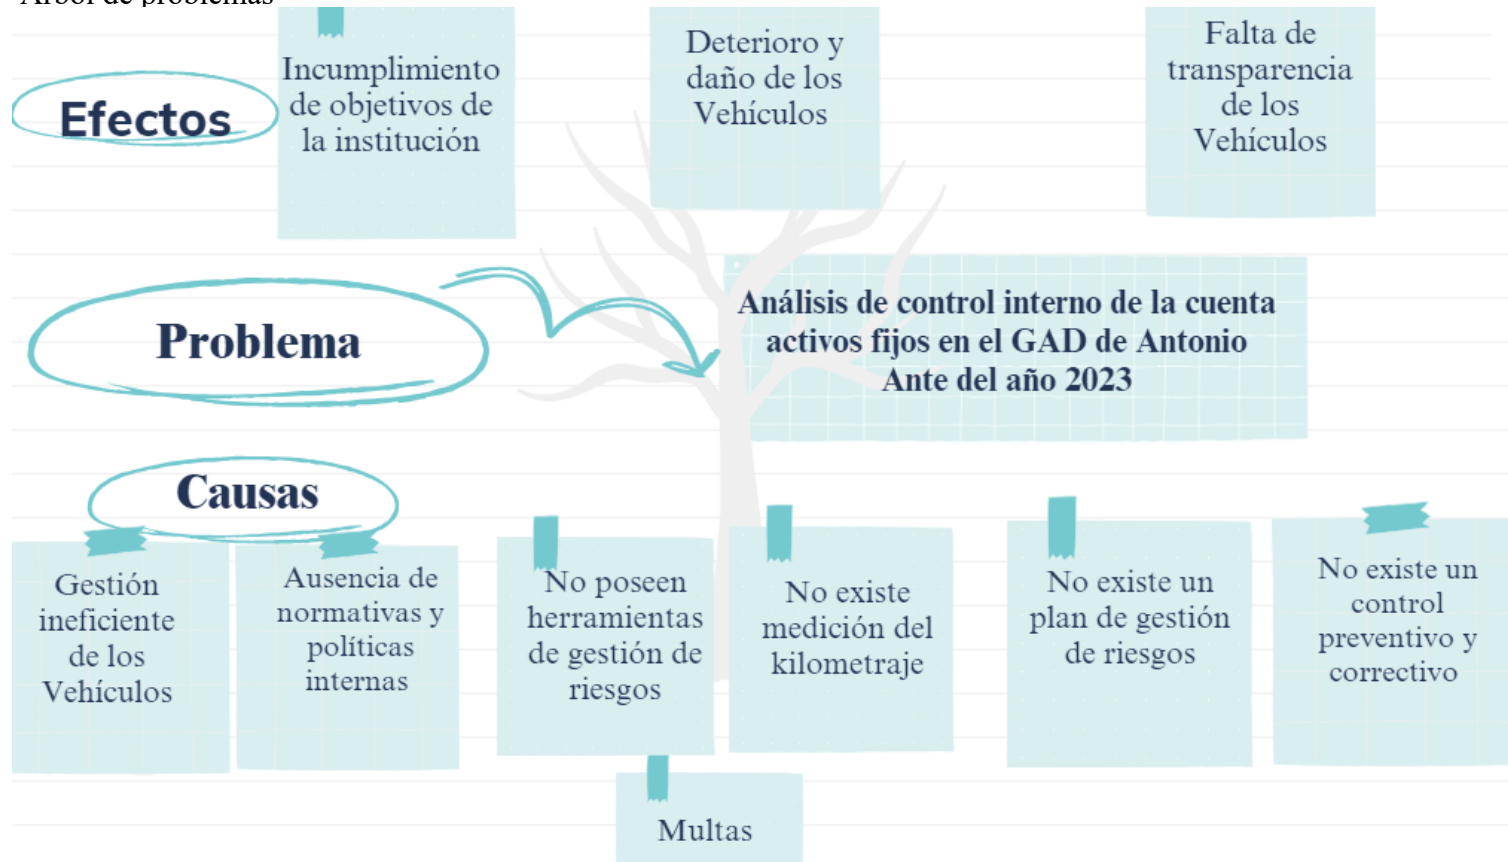 Árbol de problemas
Efectos
Incumplimiento
de objetivos de
la institución
Deterioro y
daño de los
Vehículos
Falta de
transparencia
de los
Vehículos
Problema
Análisis de control interno de la cuenta
activos fijos en el GAD de Antonio
Ante del año 2023
Causas
Gestión
ineficiente
de los
Vehículos
Ausencia de
normativas y
políticas
internas
No poseen
herramientas
de gestión de
riesgos
No existe
medición del
kilometraje
No existe un
plan de gestión
de riesgos
No existe un
control
preventivo y
correctivo
Multas